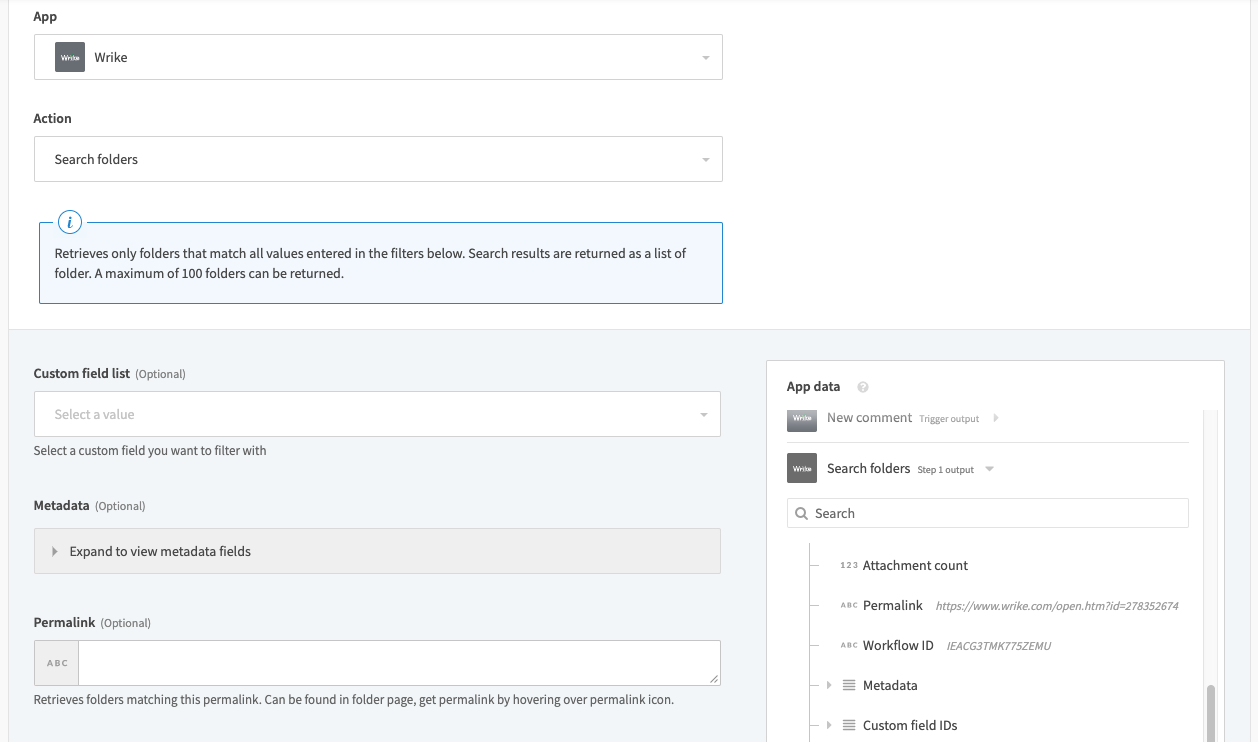 App
Wrike Wrike
Action
Search folders
i
Retrieves only folders that match all values entered in the filters below. Search results are returned as a list of
folder. A maximum of 100 folders can be returned.
Custom field list (Optional)
Select a value
Select a custom field you want to filter with
Metadata (Optional)
Expand to view metadata fields
Permalink (Optional)
ABC
Retrieves folders matching this permalink. Can be found in folder page, get permalink by hovering over permalink icon.
App data ?
Wrike New comment Trigger output
Wrike Search folders Step 1 output
Search
123 Attachment count
ABC Permalink https://www.wrike.com/open.htm?id=278352674
ABC Workflow ID IEACG3TMK775ZEMU
Metadata
Custom field IDs